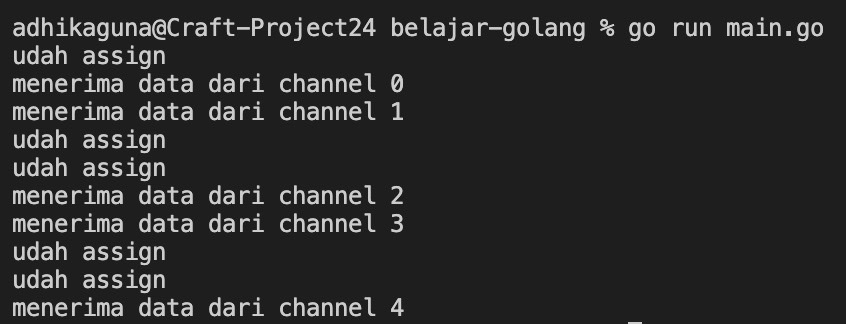 adhikaguna@Craft-Project24 belajar-golang % go run main.go
udah assign
menerima data dari channel 0
menerima data dari channel 1
udah assign
udah assign
menerima data dari channel 2
menerima data dari channel 3
udah assign
udah assign
menerima data dari channel 4